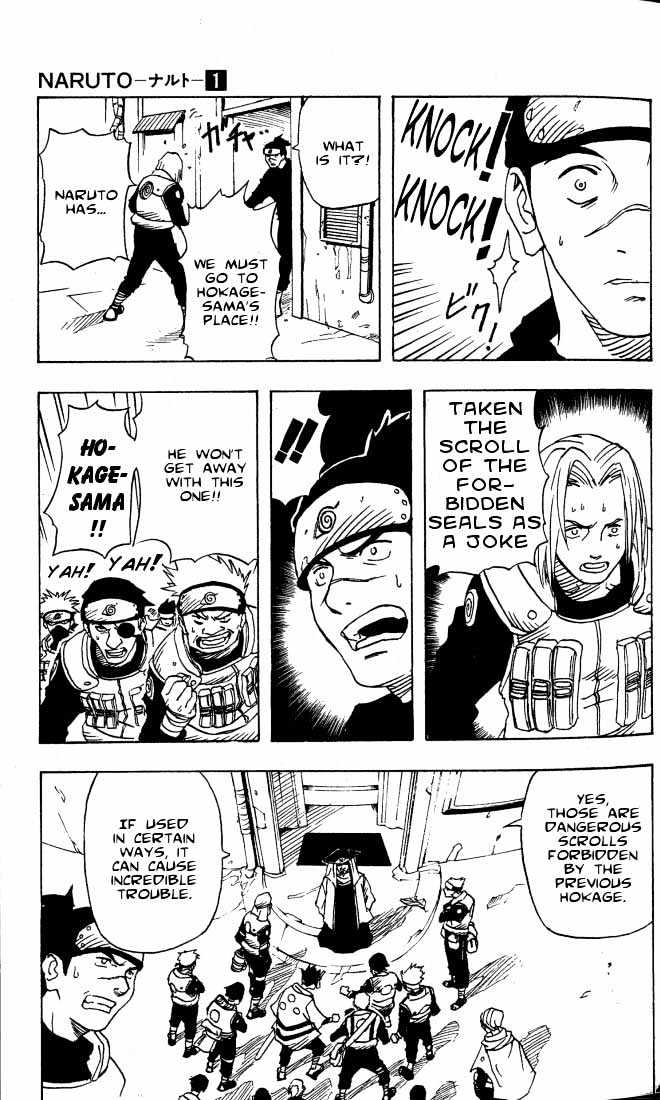 NARUTO—ナルト—1
KNOCK!
KNOCK!
ビクッ
WHAT
IS IT?!
ガチャ
WE MUST
GO TO
HOKAGE-
SAMA'S
PLACE!!
NARUTO
HAS...
TAKEN
THE
SCROLL
OF THE
FOR-
BIDDEN
SEALS AS
A JOKE
!!
HE WON'T
GET AWAY
WITH THIS
ONE!!
HO-
KAGE-
SAMA
!!
YAH!
YAH!
YES,
THOSE ARE
DANGEROUS
SCROLLS
FORBIDDEN
BY THE
PREVIOUS
HOKAGE.
IF USED
IN CERTAIN
WAYS, IT
CAN CAUSE
INCREDIBLE
TROUBLE.